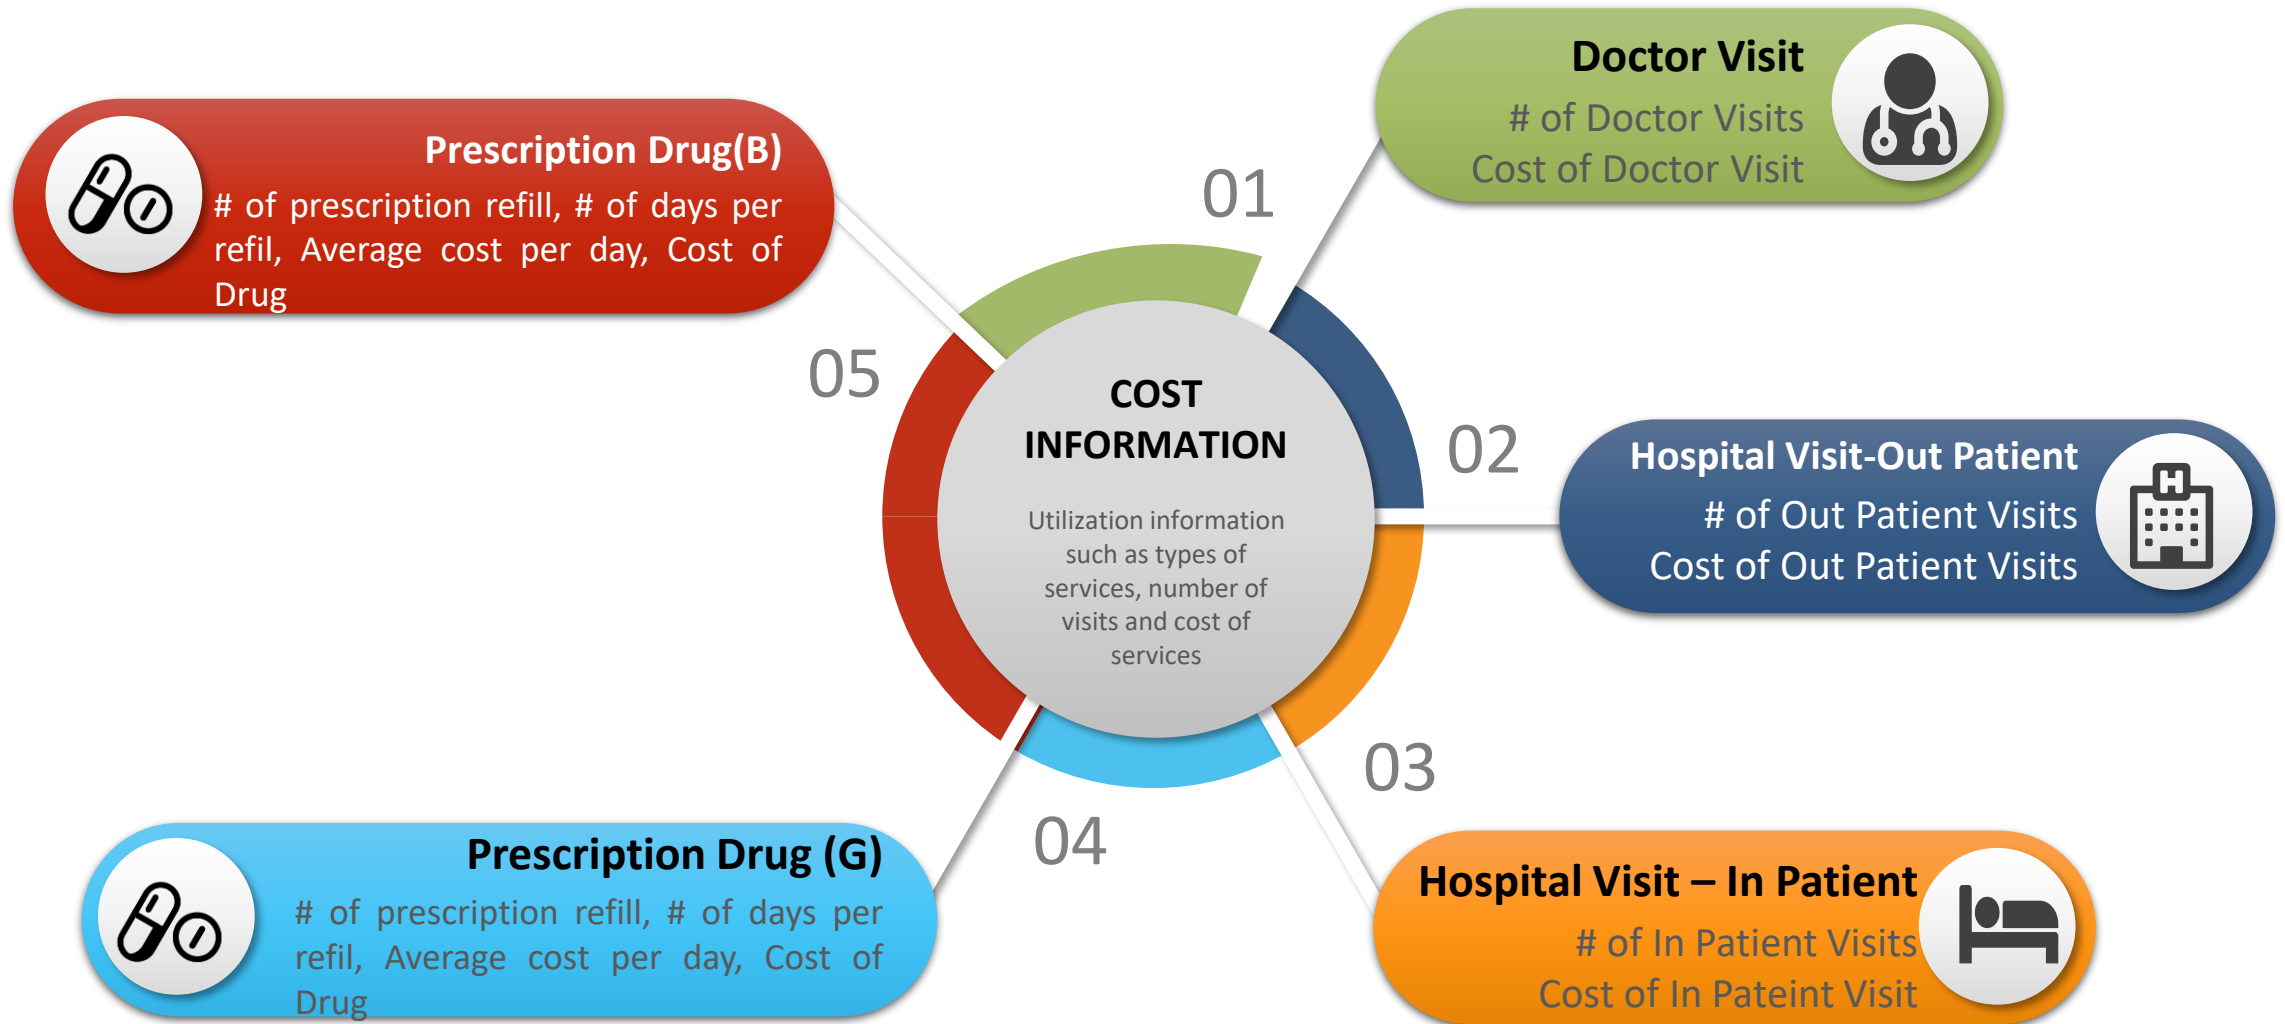 Doctor Visit
# of Doctor Visits
Cost of Doctor Visit
Prescription Drug(B)
# of prescription refill, # of days per
refil, Average cost per day, Cost of
Drug
01
05
COST
INFORMATION
Utilization information
such as types of
services, number of
visits and cost of
services
02
Hospital Visit-Out Patient
# of Out Patient Visits
Cost of Out Patient Visits
03
04
Prescription Drug (G)
# of prescription refill, # of days per
refil, Average cost per day, Cost of
Drug
Hospital Visit – In Patient
# of In Patient Visits
Cost of In Pateint Visit
H